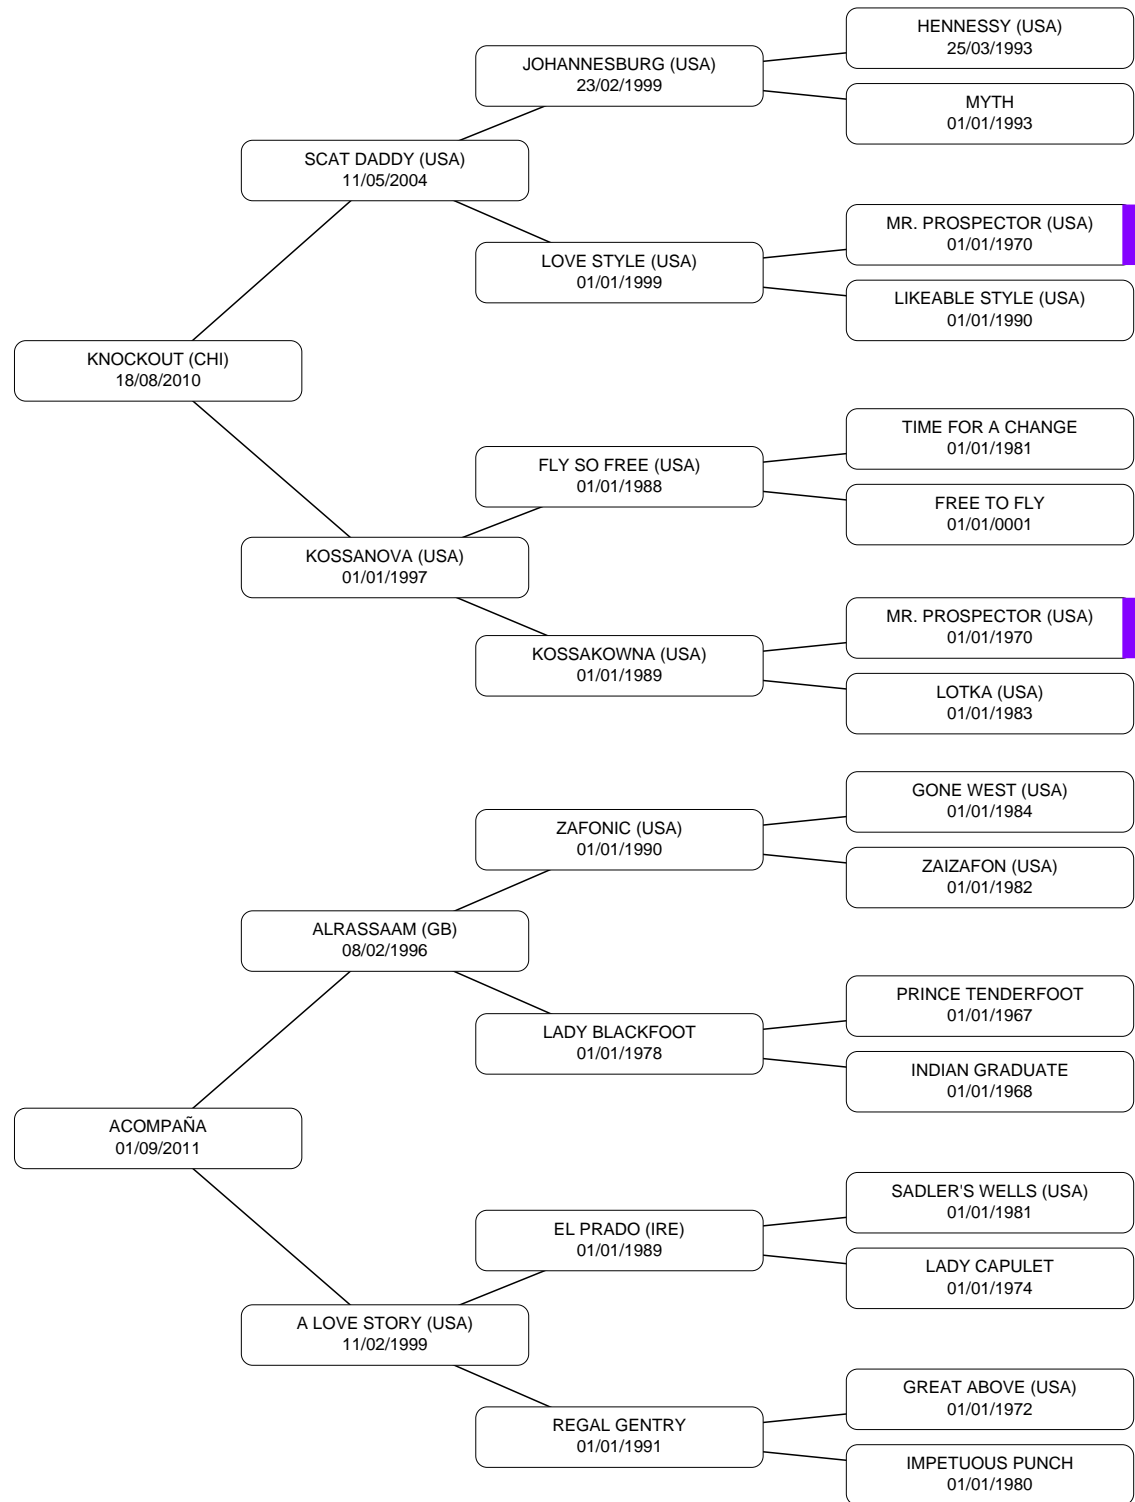 HENNESSY (USA)
25/03/1993
JOHANNESBURG (USA)
23/02/1999
MYTH
01/01/1993
SCAT DADDY (USA)
11/05/2004
MR. PROSPECTOR (USA)
01/01/1970
LOVE STYLE (USA)
01/01/1999
LIKEABLE STYLE (USA)
01/01/1990
KNOCKOUT (CHI)
18/08/2010
TIME FOR A CHANGE
01/01/1981
FLY SO FREE (USA)
01/01/1988
FREE TO FLY
01/01/0001
KOSSANOVA (USA)
01/01/1997
MR. PROSPECTOR (USA)
01/01/1970
KOSSAKOWNA (USA)
01/01/1989
LOTKA (USA)
01/01/1983
GONE WEST (USA)
01/01/1984
ZAFONIC (USA)
01/01/1990
ZAIZAFON (USA)
01/01/1982
ALRASSAAM (GB)
08/02/1996
PRINCE TENDERFOOT
01/01/1967
LADY BLACKFOOT
01/01/1978
INDIAN GRADUATE
01/01/1968
ACOMPAÑA
01/09/2011
SADLER'S WELLS (USA)
01/01/1981
EL PRADO (IRE)
01/01/1989
LADY CAPULET
01/01/1974
A LOVE STORY (USA)
11/02/1999
GREAT ABOVE (USA)
01/01/1972
REGAL GENTRY
01/01/1991
IMPETUOUS PUNCH
01/01/1980